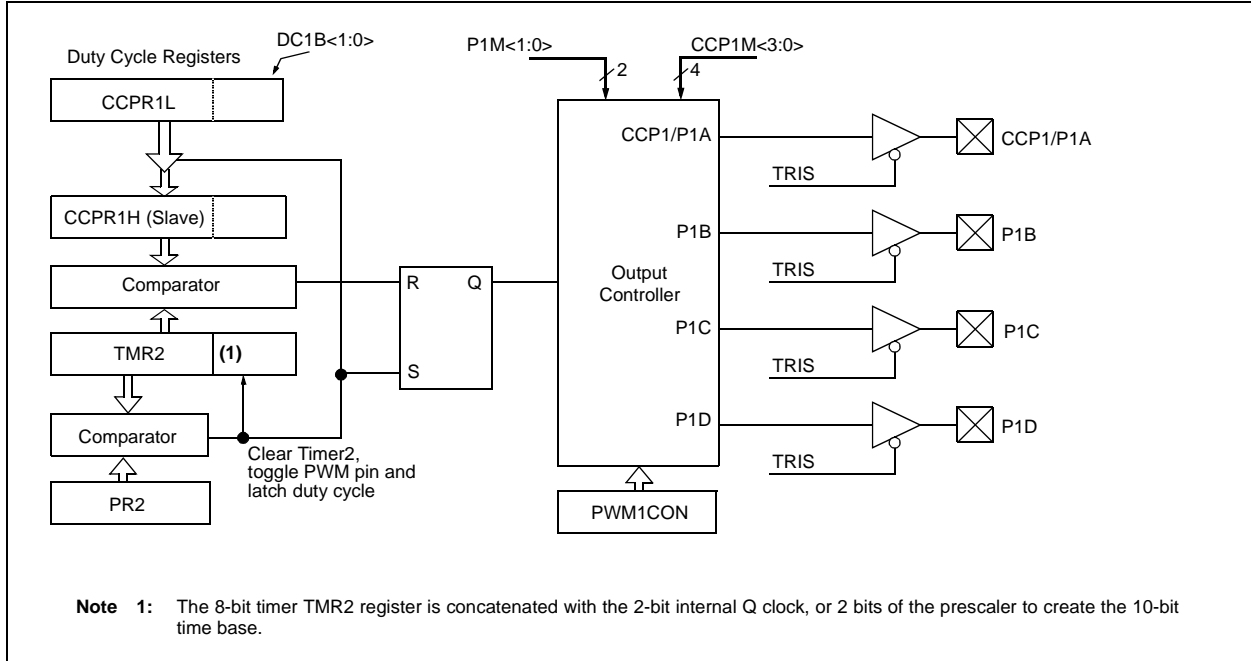 DC1B<1:0>
Duty Cycle Registers
CCPR1L
CCPR1H (Slave)
Comparator
TMR2
(1)
Comparator
PR2
Clear Timer2,
toggle PWM pin and
latch duty cycle
R
Q
S
P1M<1:0>
2
CCP1M<3:0>
4
CCP1/P1A
P1B
Output
Controller
P1C
P1D
PWM1CON
TRIS
CCP1/P1A
TRIS
P1B
TRIS
P1C
TRIS
P1D
Note 1: The 8-bit timer TMR2 register is concatenated with the 2-bit internal Q clock, or 2 bits of the prescaler to create the 10-bit
time base.